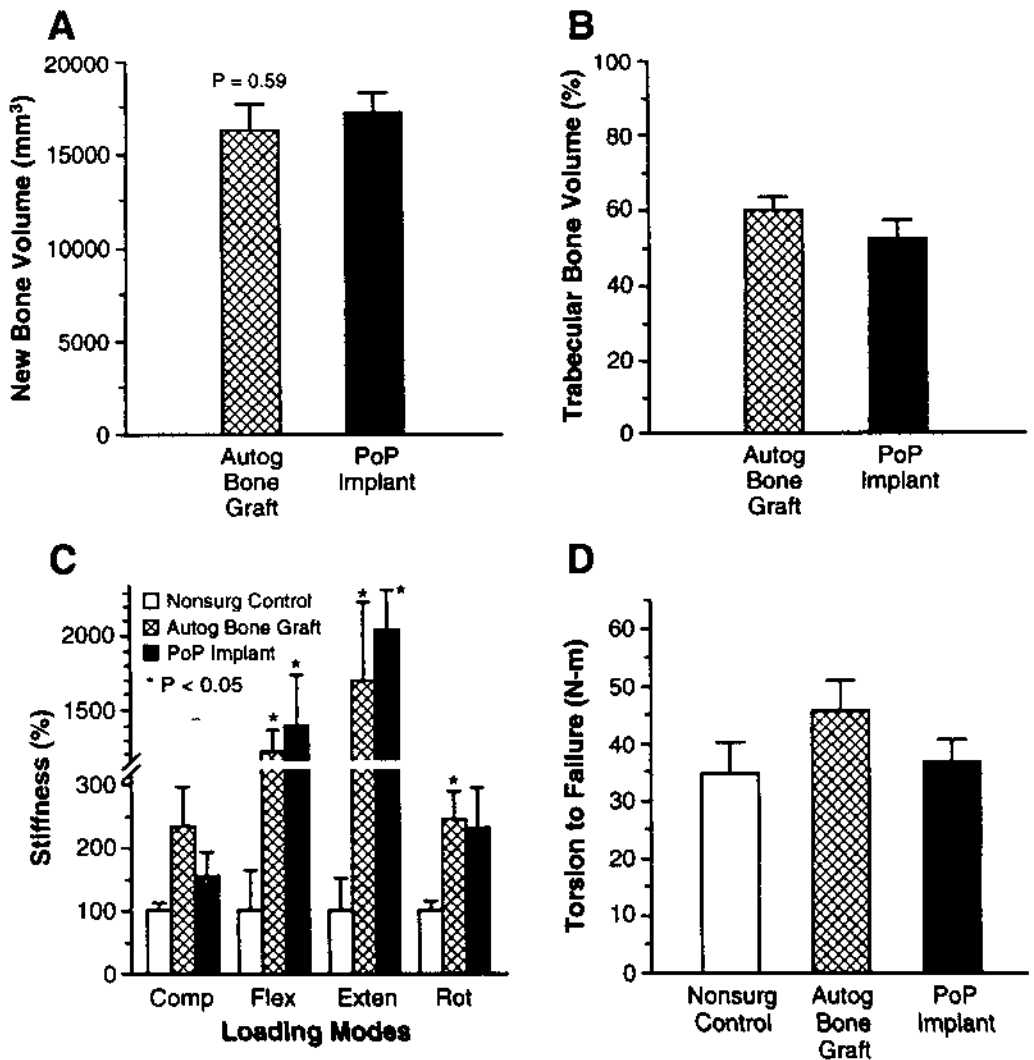 A
New Bone Volume (mm³)
20000
15000
10000
5000
0
P = 0.59
Autog
Bone
Graft
PoP
Implant
B
Trabecular Bone Volume (%)
100
80
60
40
20
0
Autog
Bone
Graft
PoP
Implant
C
Stiffness (%)
2000
1500
300
200
100
0
Nonsurg Control
Autog Bone Graft
PoP Implant
* P < 0.05
*
*
*
*
*
Comp Flex Exten Rot
Loading Modes
D
Torsion to Failure (N-m)
60
50
40
30
20
10
0
Nonsurg
Control
Autog
Bone
Graft
PoP
Implant